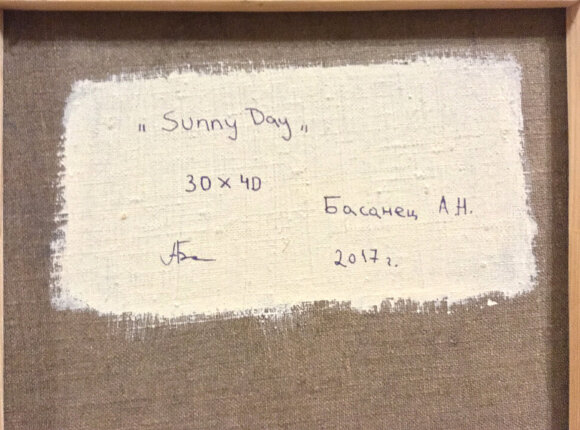 „ Sunny Day „
30 x 40
Басанец А.Н.
2017 г.